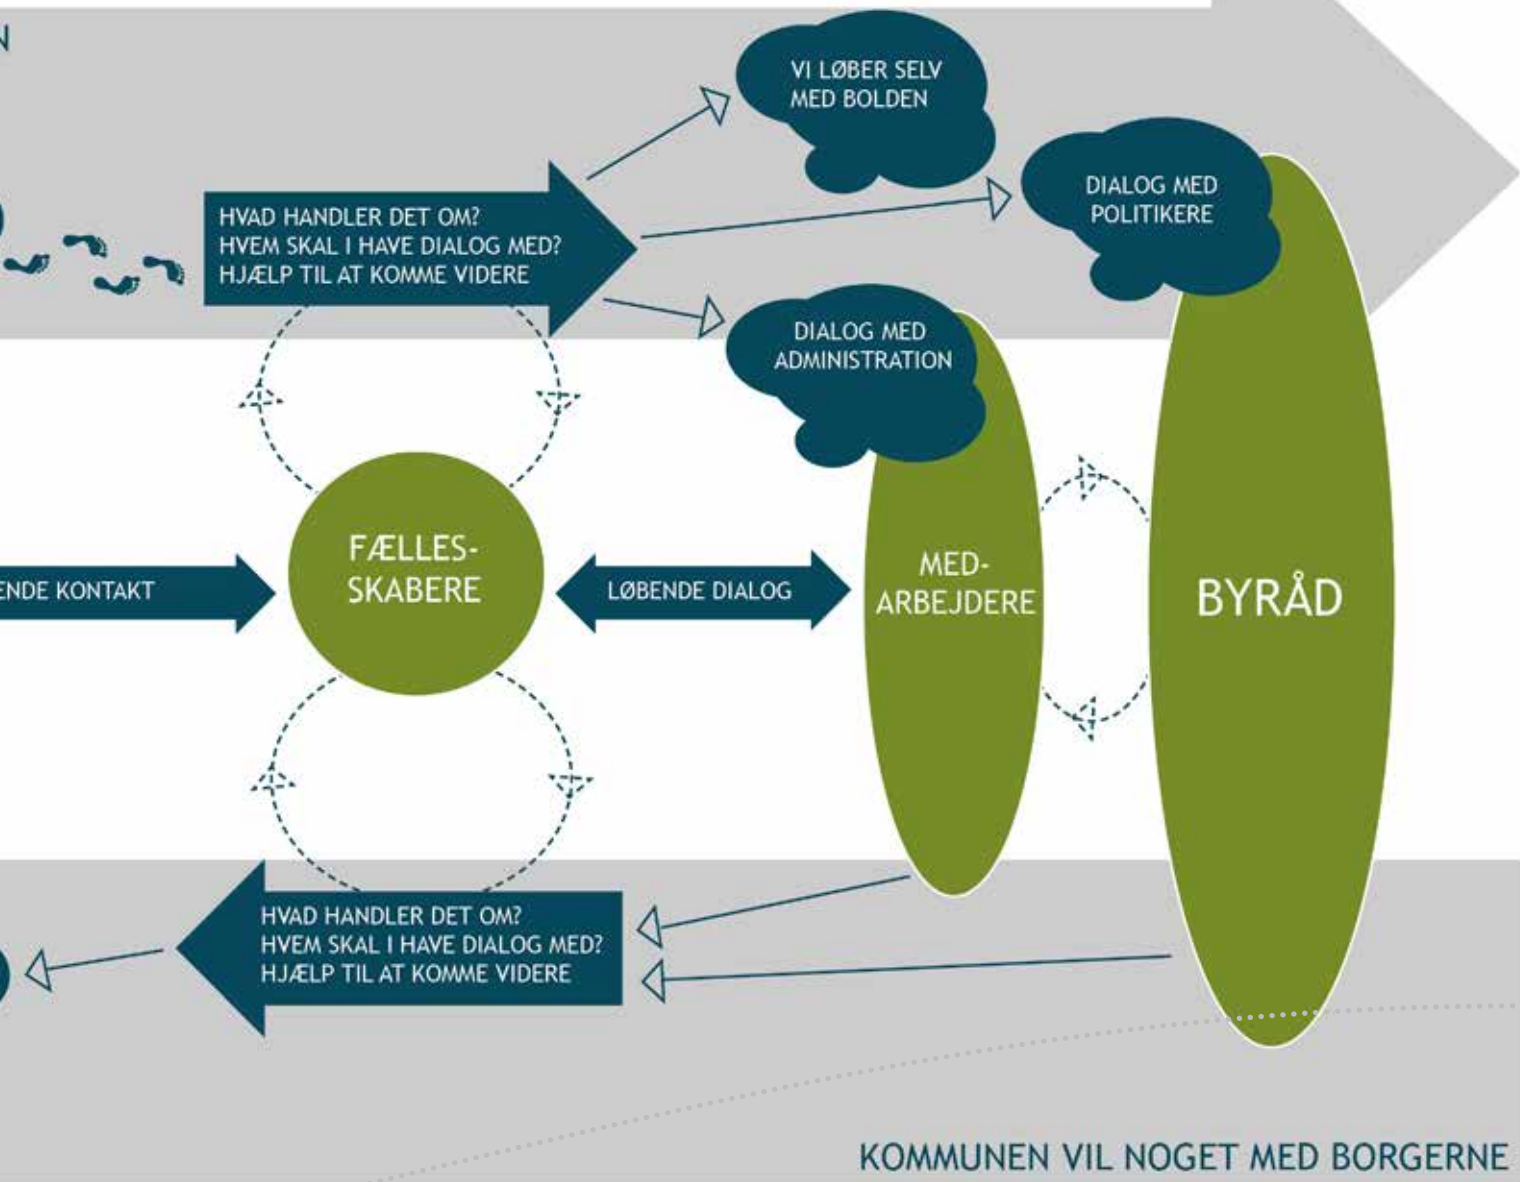 VI LØBER SELV
MED BOLDEN
DIALOG MED
POLITIKERE
HVAD HANDLER DET OM?
HVEM SKAL I HAVE DIALOG MED?
HJÆLP TIL AT KOMME VIDERE
DIALOG MED
ADMINISTRATION
ENDE KONTAKT
FÆLLES-
SKABERE
LØBENDE DIALOG
MED-
ARBEJDERE
BYRÅD
HVAD HANDLER DET OM?
HVEM SKAL I HAVE DIALOG MED?
HJÆLP TIL AT KOMME VIDERE
KOMMUNEN VIL NOGET MED BORGERNE